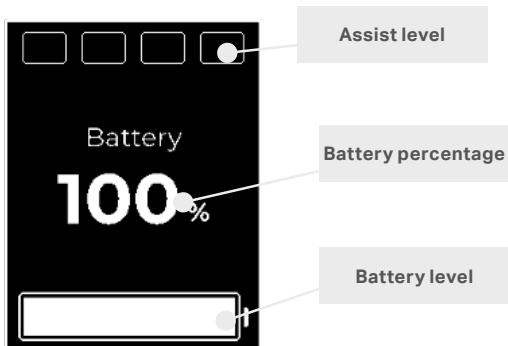 Assist level
Battery
Battery percentage
100%
Battery level